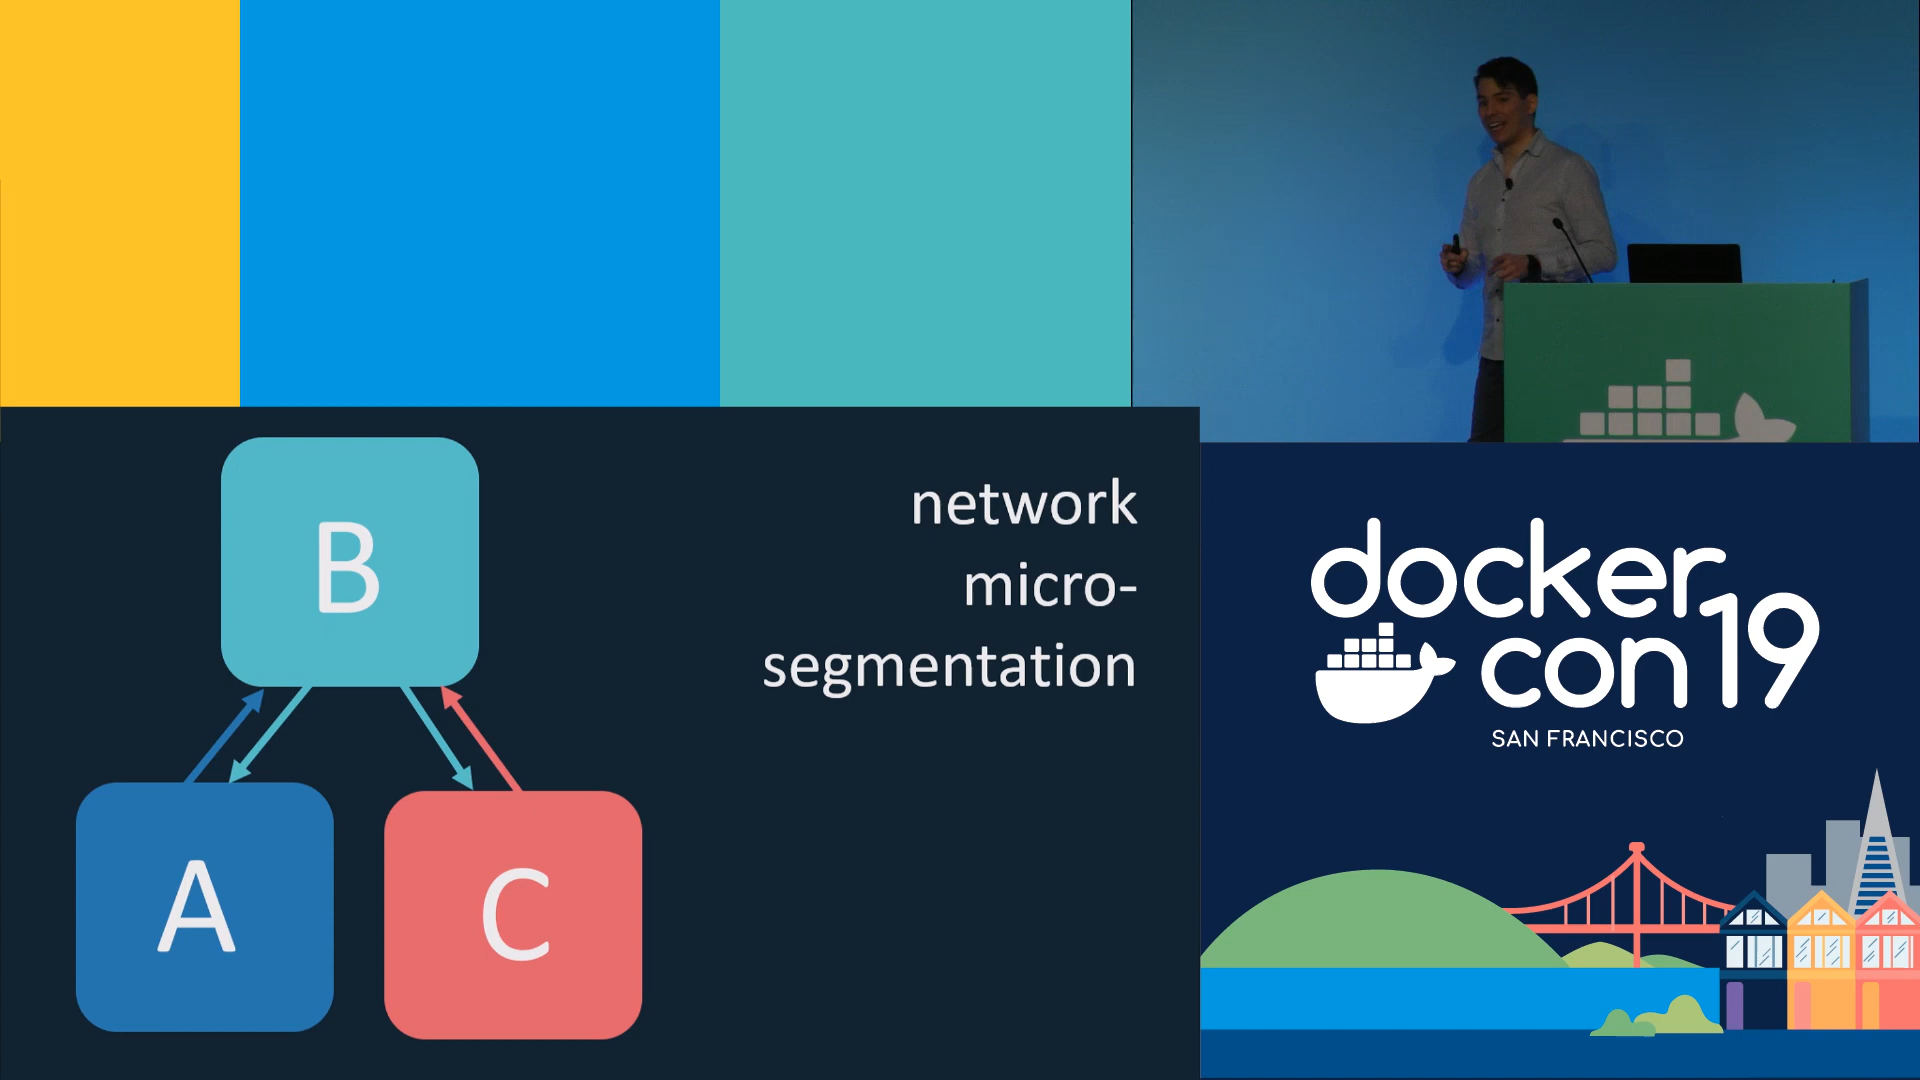 B
A
C
network
micro-
segmentation
docker
con19
SAN FRANCISCO